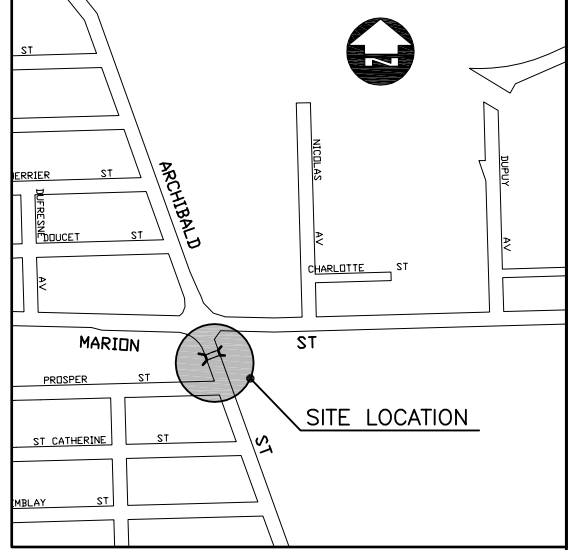 ST
N
ERRIER ST
DUFRESNE AV
DOUCET ST
ARCHIBALD ST
NICOLAS AV
DUPUY AV
CHARLOTTE ST
MARION ST
PROSPER ST
SITE LOCATION
ST CATHERINE ST
MBLAY ST